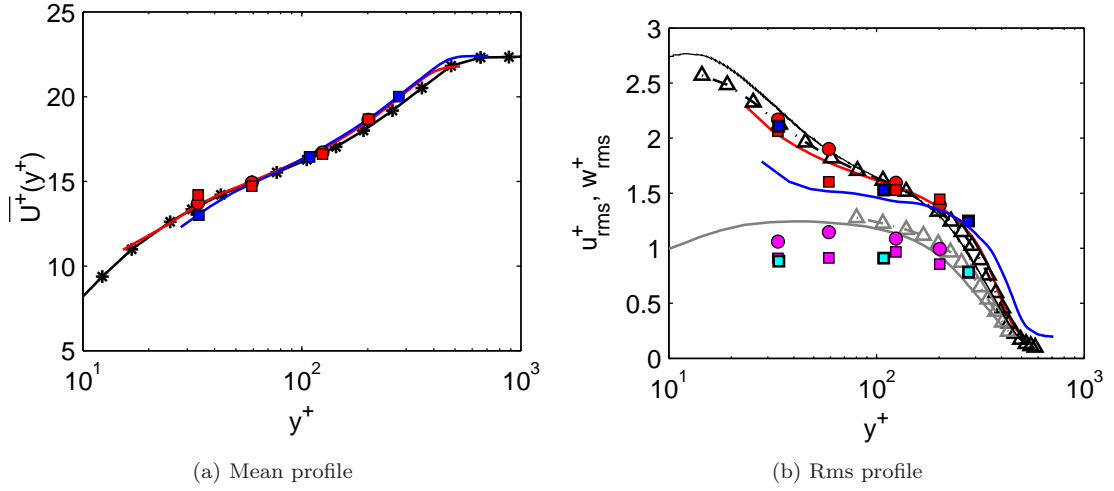 25
20
15
10
5
U⁺(y⁺)
10¹ 10² 10³
y⁺
(a) Mean profile
3
2.5
2
1.5
1
0.5
0
u⁺rms, w⁺rms
10¹ 10² 10³
y⁺
(b) Rms profile